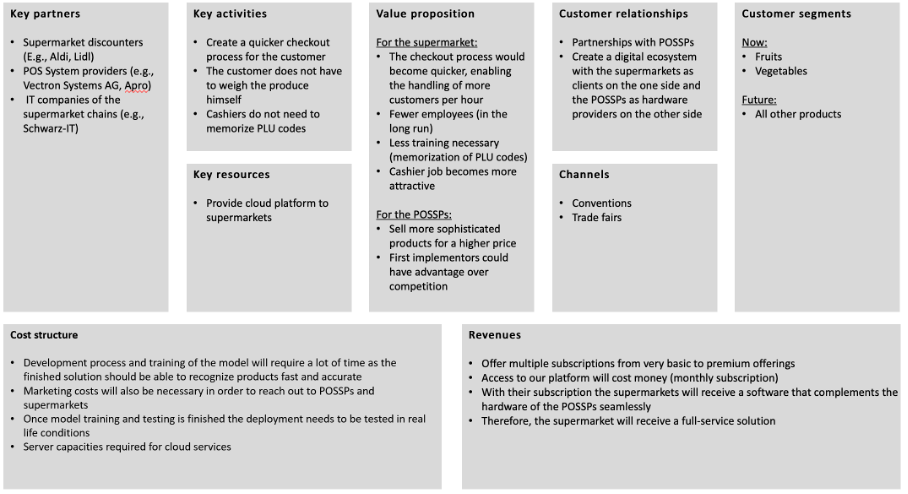 Key partners
• Supermarket discounters
(E.g., Aldi, Lidl)
• POS System providers (e.g.,
Vectron Systems AG, Apro)
• IT companies of the
supermarket chains (e.g.,
Schwarz-IT)
Key activities
• Create a quicker checkout
process for the customer
• The customer does not have
to weigh the produce
himself
• Cashiers do not need to
memorize PLU codes
Key resources
• Provide cloud platform to
supermarkets
Value proposition
For the supermarket:
• The checkout process would
become quicker, enabling
the handling of more
customers per hour
• Fewer employees (in the
long run)
• Less training necessary
(memorization of PLU codes)
• Cashier job becomes more
attractive
For the POSSPs:
• Sell more sophisticated
products for a higher price
• First implementors could
have advantage over
competition
Customer relationships
• Partnerships with POSSPs
• Create a digital ecosystem
with the supermarkets as
clients on the one side and
the POSSPs as hardware
providers on the other side
Channels
• Conventions
• Trade fairs
Customer segments
Now:
• Fruits
• Vegetables
Future:
• All other products
Cost structure
• Development process and training of the model will require a lot of time as the
finished solution should be able to recognize products fast and accurate
• Marketing costs will also be necessary in order to reach out to POSSPs and
supermarkets
• Once model training and testing is finished the deployment needs to be tested in real
life conditions
• Server capacities required for cloud services
Revenues
• Offer multiple subscriptions from very basic to premium offerings
• Access to our platform will cost money (monthly subscription)
• With their subscription the supermarkets will receive a software that complements the
hardware of the POSSPs seamlessly
• Therefore, the supermarket will receive a full-service solution